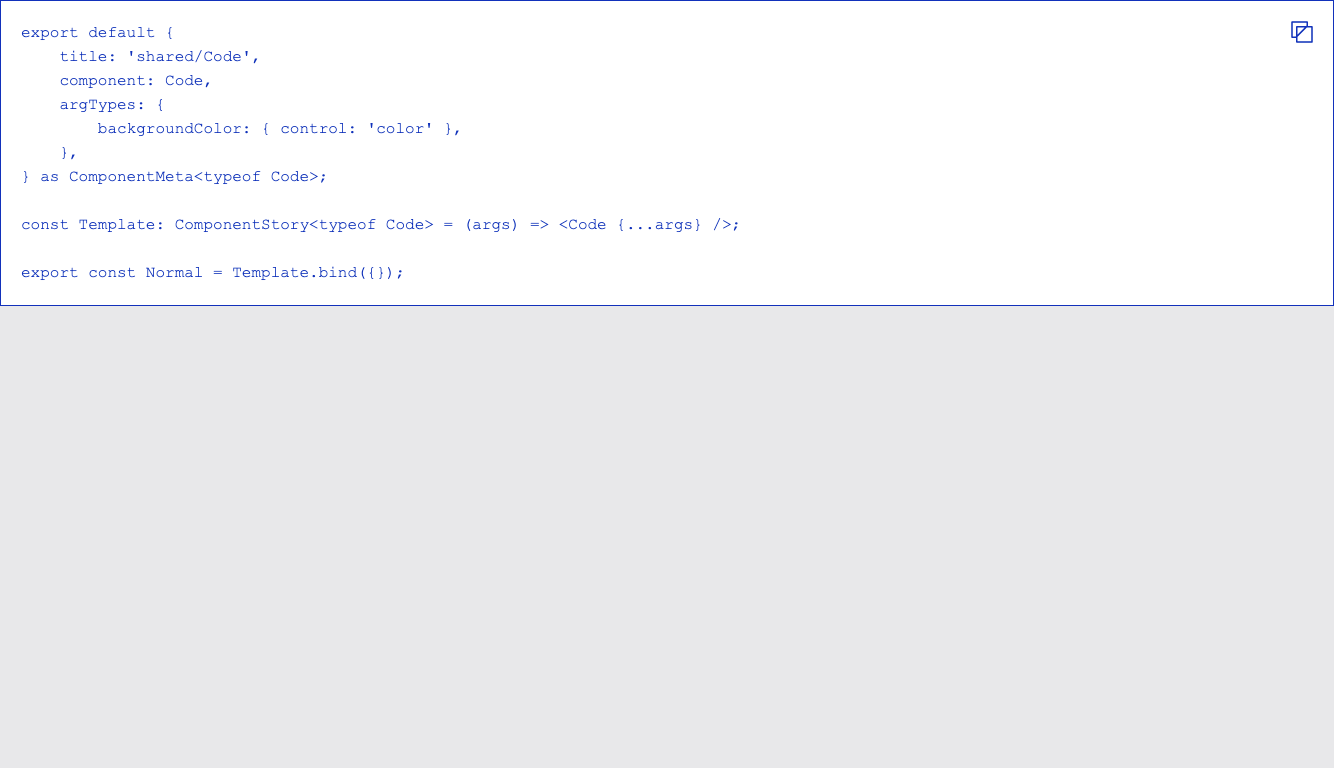 export default {
    title: 'shared/Code',
    component: Code,
    argTypes: {
        backgroundColor: { control: 'color' },
    },
} as ComponentMeta<typeof Code>;

const Template: ComponentStory<typeof Code> = (args) => <Code {...args} />;

export const Normal = Template.bind({});